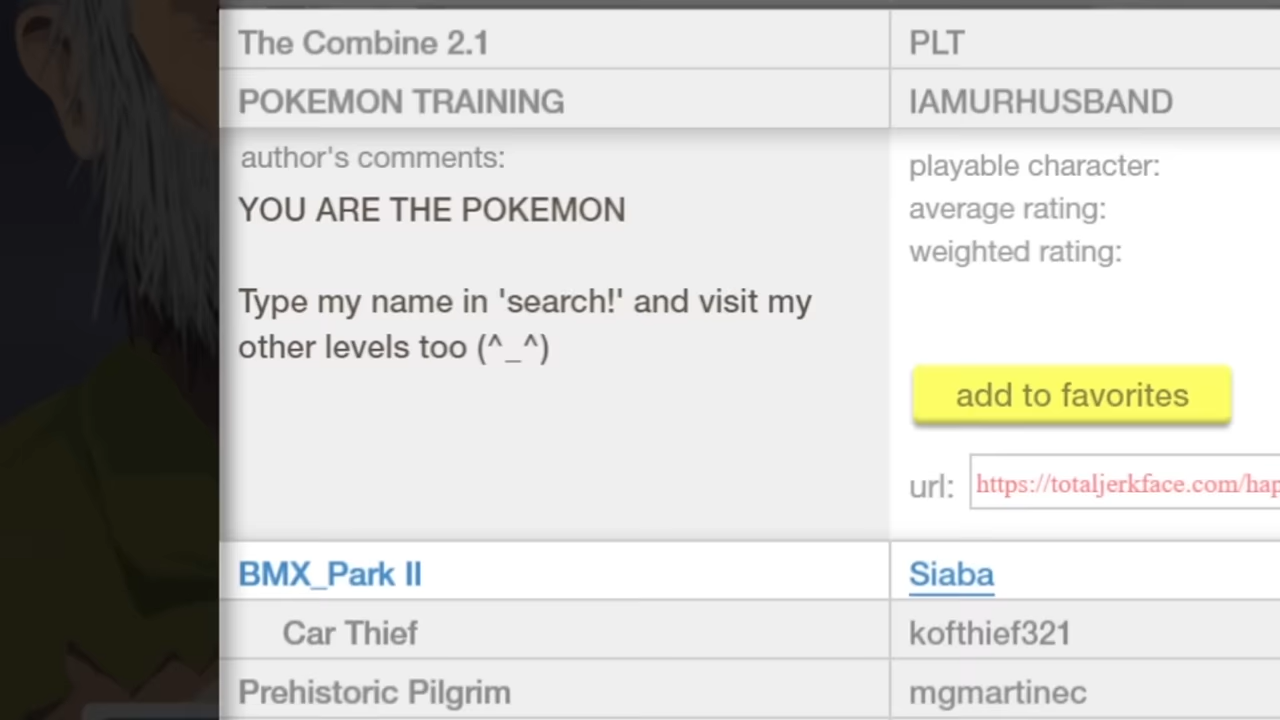 The Combine 2.1 PLT
POKEMON TRAINING IAMURHUSBAND
author's comments:
YOU ARE THE POKEMON
Type my name in 'search!' and visit my
other levels too (^_^)
playable character:
average rating:
weighted rating:
add to favorites
url: https://totaljerkface.com/hap
BMX_Park II Siaba
Car Thief kofthief321
Prehistoric Pilgrim mgmartinec